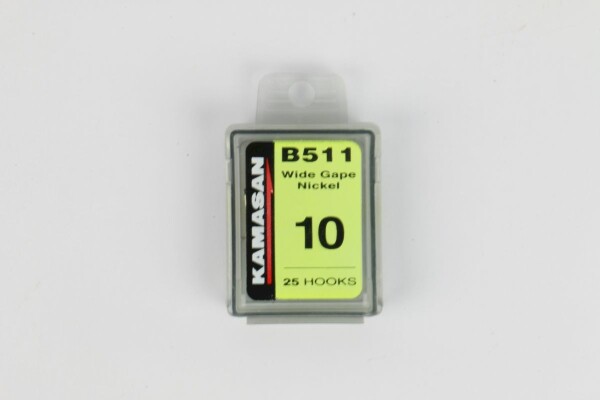 KAMASAN
B511
Wide Gape
Nickel
10
25 HOOKS